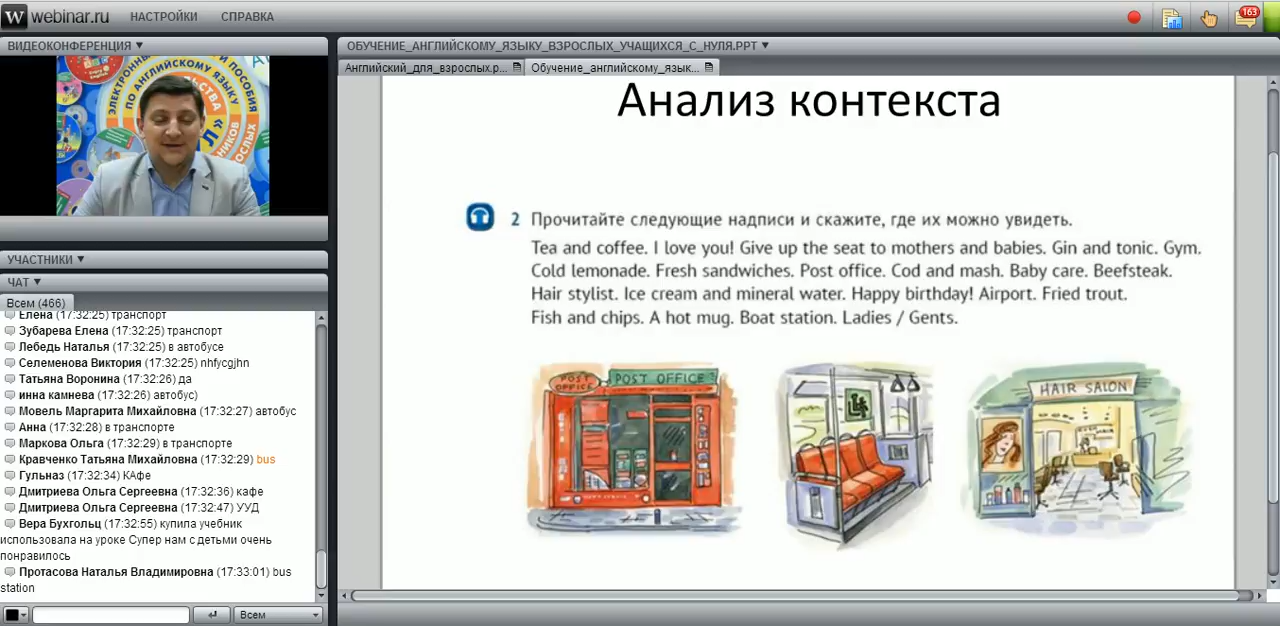 W webinar.ru НАСТРОЙКИ СПРАВКА
163
ВИДЕОКОНФЕРЕНЦИЯ
ЭЛЕКТРОННЫЕ ПОСОБИЯ
ПО АНГЛИЙСКОМУ ЯЗЫКУ
УЧАСТНИКИ
ЧАТ
Всем (466)
Елена (17:32:25) транспорт
Зубарева Елена (17:32:25) транспорт
Лебедь Наталья (17:32:25) в автобусе
Селеменова Виктория (17:32:25) nhfycgjhn
Татьяна Воронина (17:32:26) да
инна камнева (17:32:26) автобус)
Мовель Маргарита Михайловна (17:32:27) автобус
Анна (17:32:28) в транспорте
Маркова Ольга (17:32:29) в транспорте
Кравченко Татьяна Михайловна (17:32:29) bus
Гульназ (17:32:34) КАфе
Дмитриева Ольга Сергеевна (17:32:36) кафе
Дмитриева Ольга Сергеевна (17:32:47) УУД
Вера Бухгольц (17:32:55) купила учебник
использовала на уроке Супер нам с детьми очень
понравилось
Протасова Наталья Владимировна (17:33:01) bus
station
Всем
ОБУЧЕНИЕ_АНГЛИЙСКОМУ_ЯЗЫКУ_ВЗРОСЛЫХ_УЧАЩИХСЯ_С_НУЛЯ.PPT
Английский_для_взрослых.p... Обучение_английскому_язык...
Анализ контекста
2 Прочитайте следующие надписи и скажите, где их можно увидеть.
Tea and coffee. I love you! Give up the seat to mothers and babies. Gin and tonic. Gym.
Cold lemonade. Fresh sandwiches. Post office. Cod and mash. Baby care. Beefsteak.
Hair stylist. Ice cream and mineral water. Happy birthday! Airport. Fried trout.
Fish and chips. A hot mug. Boat station. Ladies / Gents.
POST OFFICE
POST OFFICE
HAIR SALON